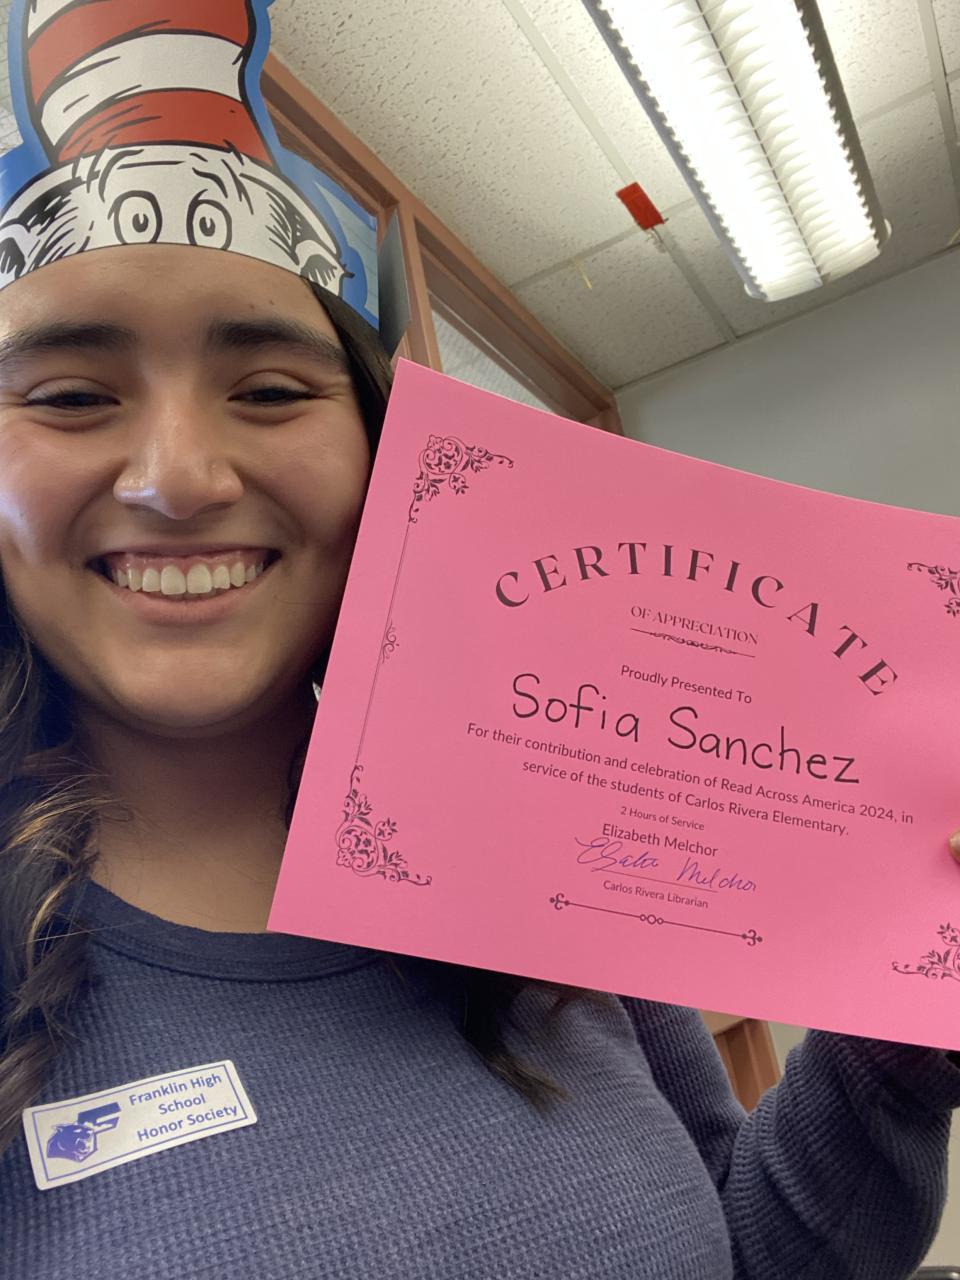 CERTIFICATE
OF APPRECIATION
Proudly Presented To
Sofia Sanchez
For their contribution and celebration of Read Across America 2024, in
service of the students of Carlos Rivera Elementary.
2 Hours of Service
Elizabeth Melchor
Elizabeth Melchor
Carlos Rivera Librarian
F
Franklin High
School
Honor Society